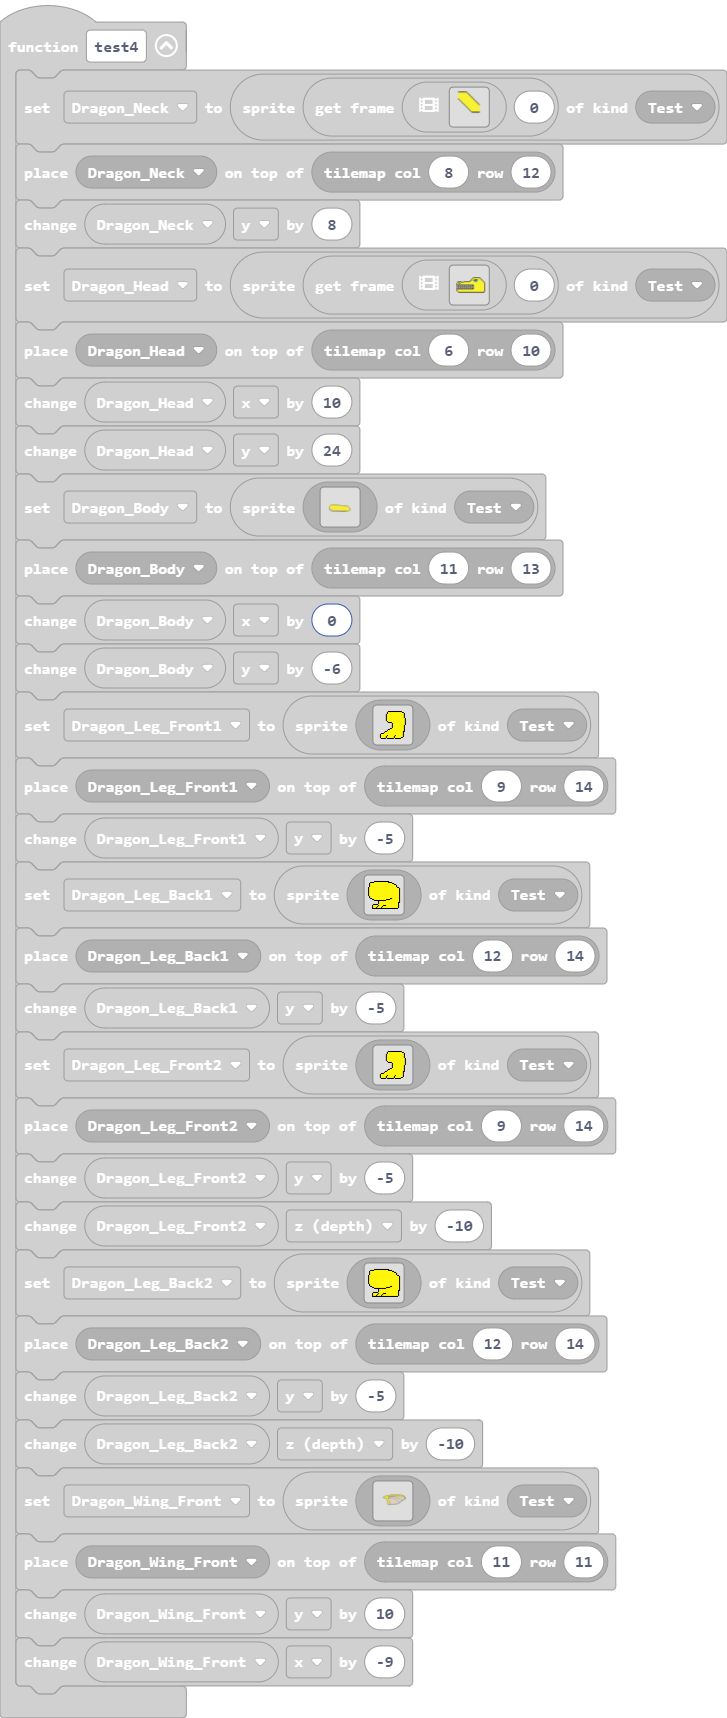 function test4
set Dragon_Neck to sprite get frame 0 of kind Test
place Dragon_Neck on top of tilemap col 8 row 12
change Dragon_Neck y by 8
set Dragon_Head to sprite get frame 0 of kind Test
place Dragon_Head on top of tilemap col 6 row 10
change Dragon_Head x by 10
change Dragon_Head y by 24
set Dragon_Body to sprite of kind Test
place Dragon_Body on top of tilemap col 11 row 13
change Dragon_Body x by 0
change Dragon_Body y by -6
set Dragon_Leg_Front1 to sprite of kind Test
place Dragon_Leg_Front1 on top of tilemap col 9 row 14
change Dragon_Leg_Front1 y by -5
set Dragon_Leg_Back1 to sprite of kind Test
place Dragon_Leg_Back1 on top of tilemap col 12 row 14
change Dragon_Leg_Back1 y by -5
set Dragon_Leg_Front2 to sprite of kind Test
place Dragon_Leg_Front2 on top of tilemap col 9 row 14
change Dragon_Leg_Front2 y by -5
change Dragon_Leg_Front2 z (depth) by -10
set Dragon_Leg_Back2 to sprite of kind Test
place Dragon_Leg_Back2 on top of tilemap col 12 row 14
change Dragon_Leg_Back2 y by -5
change Dragon_Leg_Back2 z (depth) by -10
set Dragon_Wing_Front to sprite of kind Test
place Dragon_Wing_Front on top of tilemap col 11 row 11
change Dragon_Wing_Front y by 10
change Dragon_Wing_Front x by -9